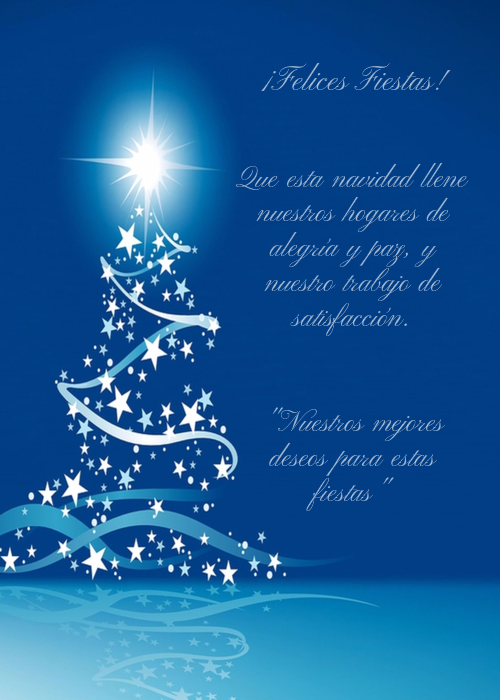 ¡Felices Fiestas!
Que esta navidad llene
nuestros hogares de
alegría y paz, y
nuestro trabajo de
satisfacción.
"Nuestros mejores
deseos para estas
fiestas"